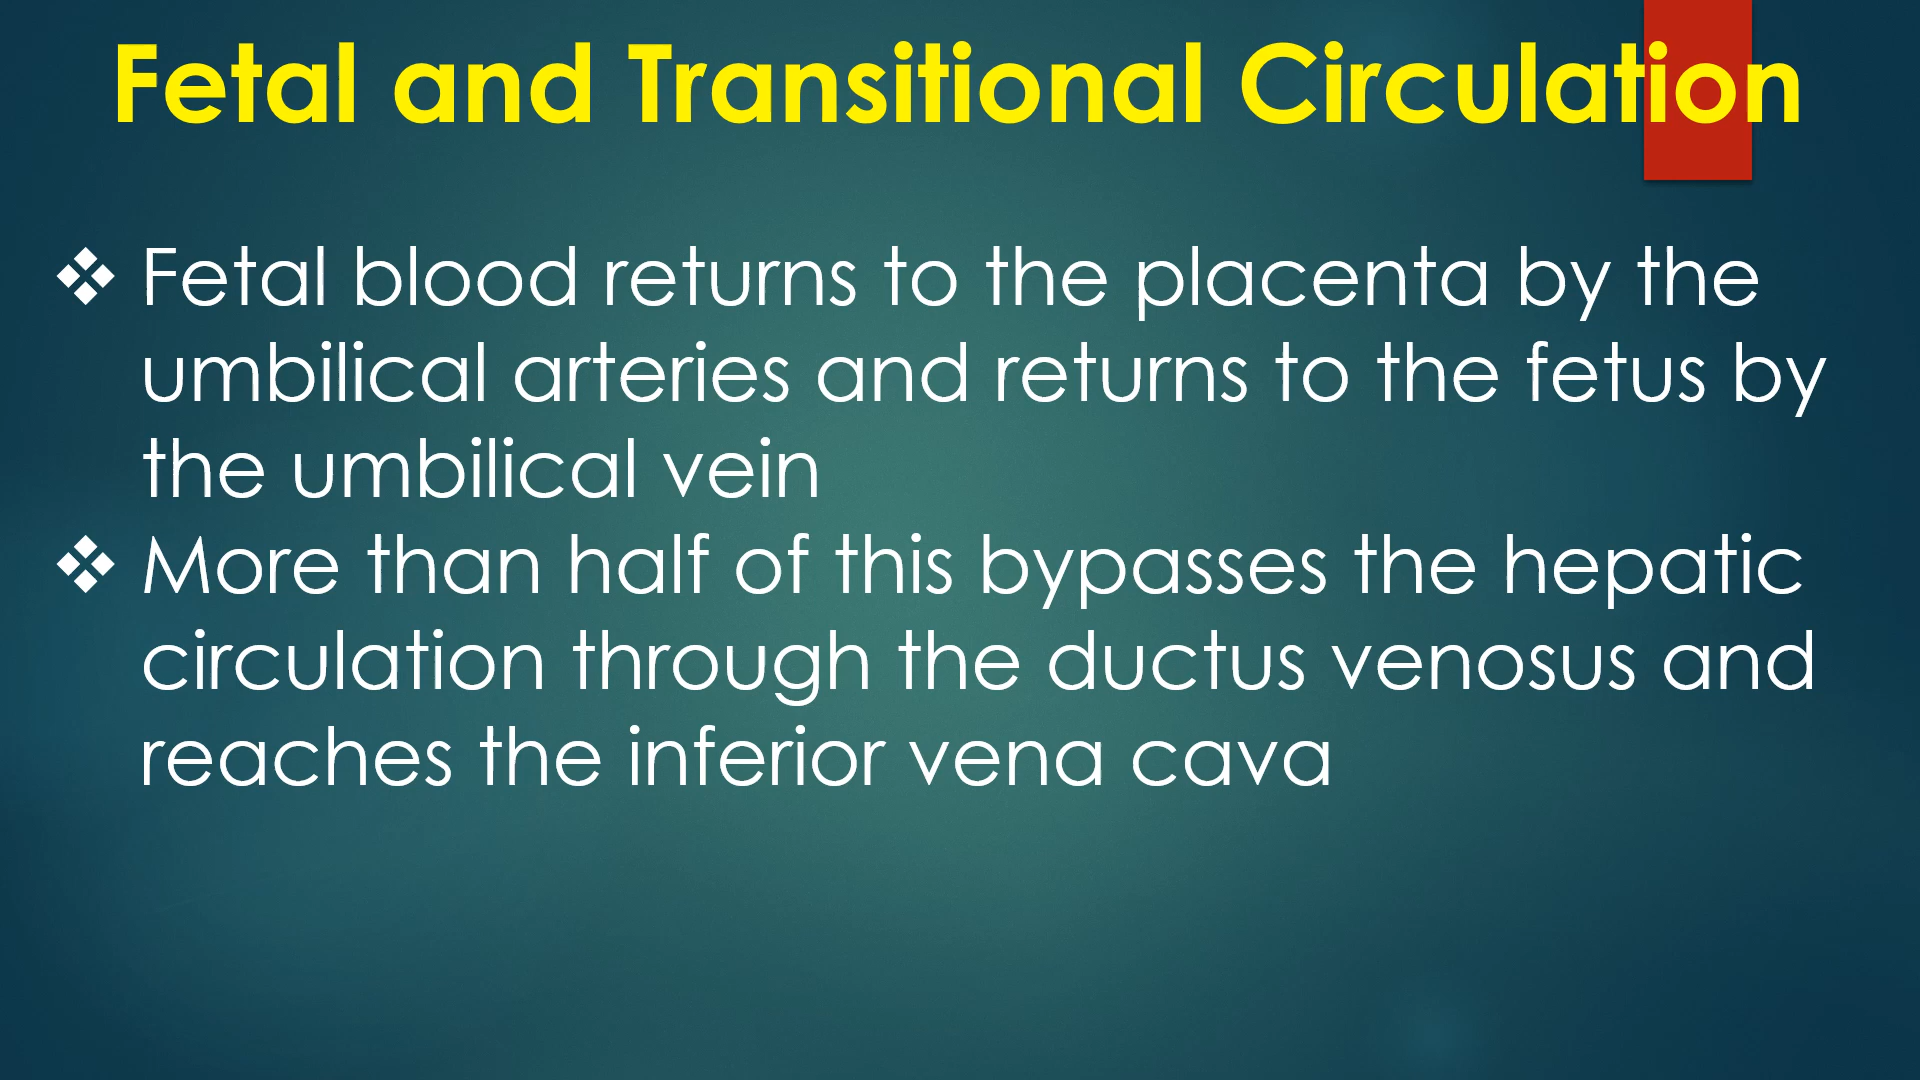 Fetal and Transitional Circulation
❖ Fetal blood returns to the placenta by the
umbilical arteries and returns to the fetus by
the umbilical vein
❖ More than half of this bypasses the hepatic
circulation through the ductus venosus and
reaches the inferior vena cava